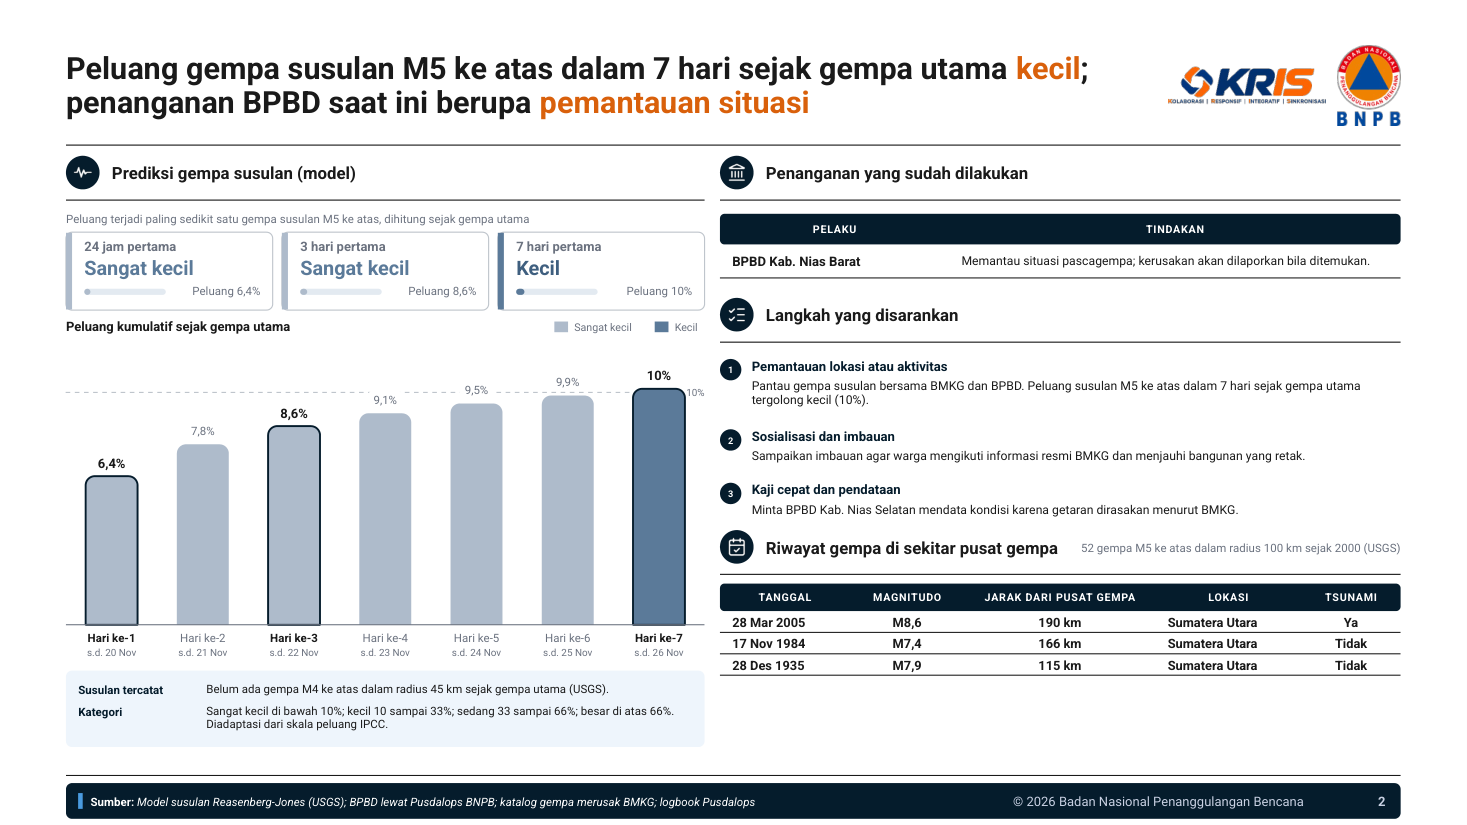 Peluang gempa susulan M5 ke atas dalam 7 hari sejak gempa utama kecil;
penanganan BPBD saat ini berupa pemantauan situasi
KRIS
KOLABORASI | RESPONSIF | INTEGRATIF | SINKRONISASI
BADAN NASIONAL
PENANGGULANGAN BENCANA
BNPB
Prediksi gempa susulan (model)
Peluang terjadi paling sedikit satu gempa susulan M5 ke atas, dihitung sejak gempa utama
24 jam pertama
Sangat kecil
Peluang 6,4%
3 hari pertama
Sangat kecil
Peluang 8,6%
7 hari pertama
Kecil
Peluang 10%
Peluang kumulatif sejak gempa utama
Sangat kecil
Kecil
6,4%
7,8%
8,6%
9,1%
9,5%
9,9%
10%
10%
Hari ke-1
s.d. 20 Nov
Hari ke-2
s.d. 21 Nov
Hari ke-3
s.d. 22 Nov
Hari ke-4
s.d. 23 Nov
Hari ke-5
s.d. 24 Nov
Hari ke-6
s.d. 25 Nov
Hari ke-7
s.d. 26 Nov
Susulan tercatat Belum ada gempa M4 ke atas dalam radius 45 km sejak gempa utama (USGS).
Kategori Sangat kecil di bawah 10%; kecil 10 sampai 33%; sedang 33 sampai 66%; besar di atas 66%.
Diadaptasi dari skala peluang IPCC.
Penanganan yang sudah dilakukan
PELAKU TINDAKAN
BPBD Kab. Nias Barat Memantau situasi pascagempa; kerusakan akan dilaporkan bila ditemukan.
Langkah yang disarankan
1 Pemantauan lokasi atau aktivitas
Pantau gempa susulan bersama BMKG dan BPBD. Peluang susulan M5 ke atas dalam 7 hari sejak gempa utama
tergolong kecil (10%).
2 Sosialisasi dan imbauan
Sampaikan imbauan agar warga mengikuti informasi resmi BMKG dan menjauhi bangunan yang retak.
3 Kaji cepat dan pendataan
Minta BPBD Kab. Nias Selatan mendata kondisi karena getaran dirasakan menurut BMKG.
Riwayat gempa di sekitar pusat gempa 52 gempa M5 ke atas dalam radius 100 km sejak 2000 (USGS)
TANGGAL MAGNITUDO JARAK DARI PUSAT GEMPA LOKASI TSUNAMI
28 Mar 2005 M8,6 190 km Sumatera Utara Ya
17 Nov 1984 M7,4 166 km Sumatera Utara Tidak
28 Des 1935 M7,9 115 km Sumatera Utara Tidak
Sumber: Model susulan Reasenberg-Jones (USGS); BPBD lewat Pusdalops BNPB; katalog gempa merusak BMKG; logbook Pusdalops
© 2026 Badan Nasional Penanggulangan Bencana 2